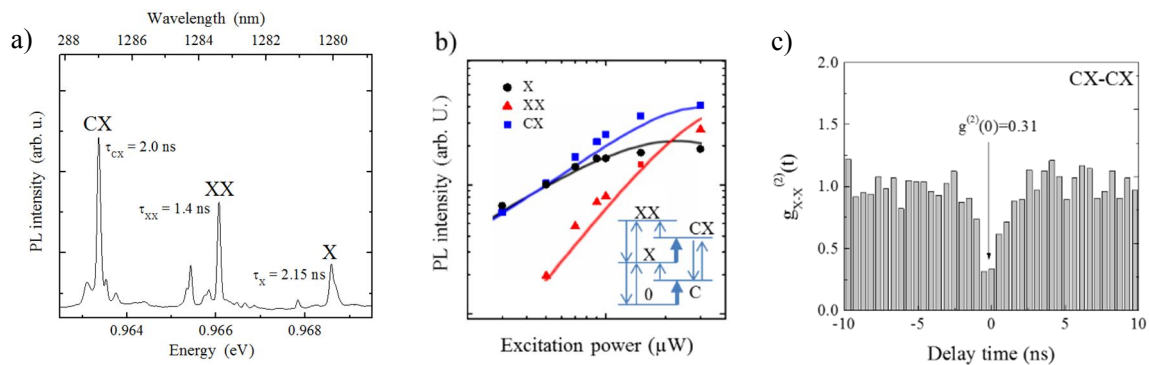 a)
Wavelength (nm)
288 1286 1284 1282 1280
PL intensity (arb. u.)
CX
τCX = 2.0 ns
XX
τXX = 1.4 ns
X
τX = 2.15 ns
0.964 0.966 0.968
Energy (eV)
b)
PL intensity (arb. U.)
X
XX
CX
XX
CX
X
0
C
Excitation power (µW)
c)
gX-X(2)(t)
2.0
1.5
1.0
0.5
0.0
CX-CX
g(2)(0)=0.31
-10 -5 0 5 10
Delay time (ns)